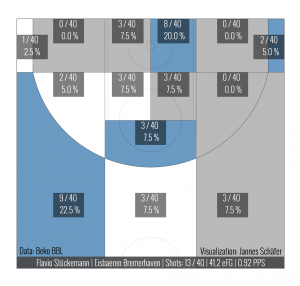 0 / 40 3 / 40 8 / 40 0 / 40
0.0 % 7.5 % 20.0 % 0.0 %
1 / 40 2 / 40
2.5 % 5.0 %
2 / 40 3 / 40 3 / 40 0 / 40
5.0 % 7.5 % 7.5 % 0.0 %
3 / 40
7.5 %
9 / 40 3 / 40 3 / 40
22.5 % 7.5 % 7.5 %
Data: Beko BBL Visualization: Jannes Schäfer
Flavio Stückemann | Eisbaeren Bremerhaven | Shots: 13 / 40 | 41.2 eFG | 0.92 PPS